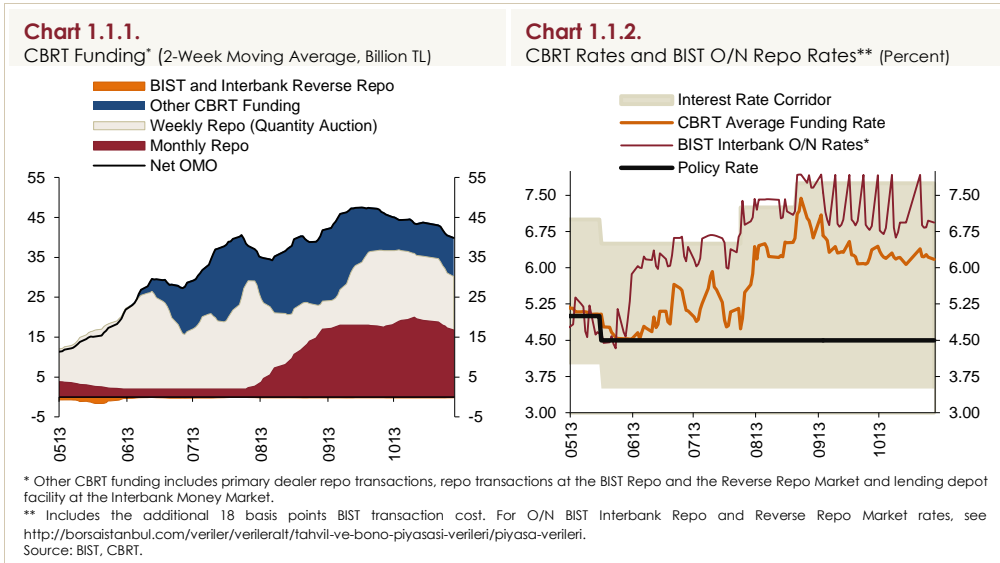 Chart 1.1.1.
CBRT Funding* (2-Week Moving Average, Billion TL)
BIST and Interbank Reverse Repo
Other CBRT Funding
Weekly Repo (Quantity Auction)
Monthly Repo
Net OMO
55 55
45 45
35 35
25 25
15 15
5 5
-5 -5
0513 0613 0713 0813 0913 1013
Chart 1.1.2.
CBRT Rates and BIST O/N Repo Rates** (Percent)
Interest Rate Corridor
CBRT Average Funding Rate
BIST Interbank O/N Rates*
Policy Rate
7.50 7.50
6.75 6.75
6.00 6.00
5.25 5.25
4.50 4.50
3.75 3.75
3.00 3.00
0513 0613 0713 0813 0913 1013
* Other CBRT funding includes primary dealer repo transactions, repo transactions at the BIST Repo and the Reverse Repo Market and lending depot
facility at the Interbank Money Market.
** Includes the additional 18 basis points BIST transaction cost. For O/N BIST Interbank Repo and Reverse Repo Market rates, see
http://borsaistanbul.com/veriler/verileralt/tahvil-ve-bono-piyasasi-verileri/piyasa-verileri.
Source: BIST, CBRT.